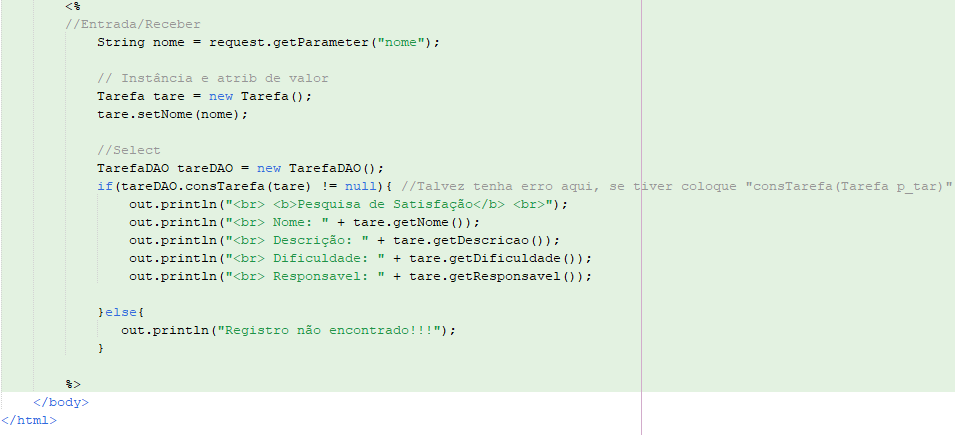 <%
//Entrada/Receber
String nome = request.getParameter("nome");
// Instância e atrib de valor
Tarefa tare = new Tarefa();
tare.setNome(nome);
//Select
TarefaDAO tareDAO = new TarefaDAO();
if(tareDAO.consTarefa(tare) != null){ //Talvez tenha erro aqui, se tiver coloque "consTarefa(Tarefa p_tar)"
out.println("<br> <b>Pesquisa de Satisfação</b> <br>");
out.println("<br> Nome: " + tare.getNome());
out.println("<br> Descrição: " + tare.getDescricao());
out.println("<br> Dificuldade: " + tare.getDificuldade());
out.println("<br> Responsavel: " + tare.getResponsavel());
}else{
out.println("Registro não encontrado!!!");
}
%>
</body>
</html>